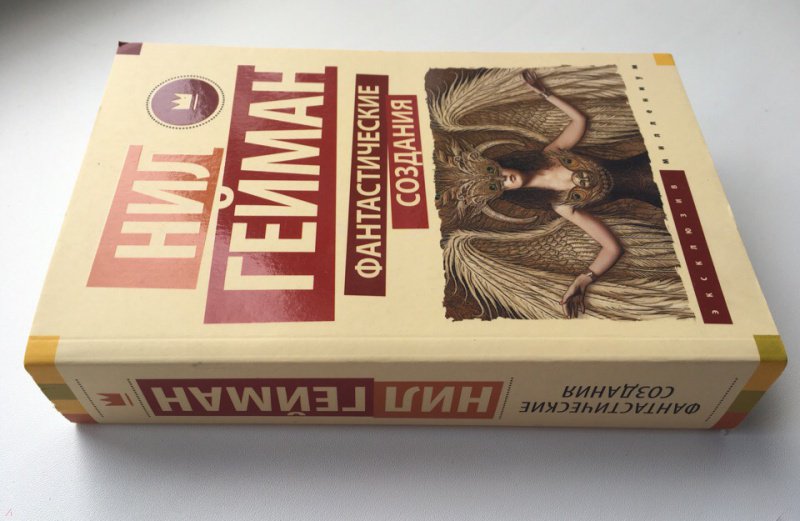 НИЛ
ГЕЙМАН
ФАНТАСТИЧЕСКИЕ
СОЗДАНИЯ
эксклюзив
миллениум
НИЛ ГЕЙМАН
ФАНТАСТИЧЕСКИЕ
СОЗДАНИЯ